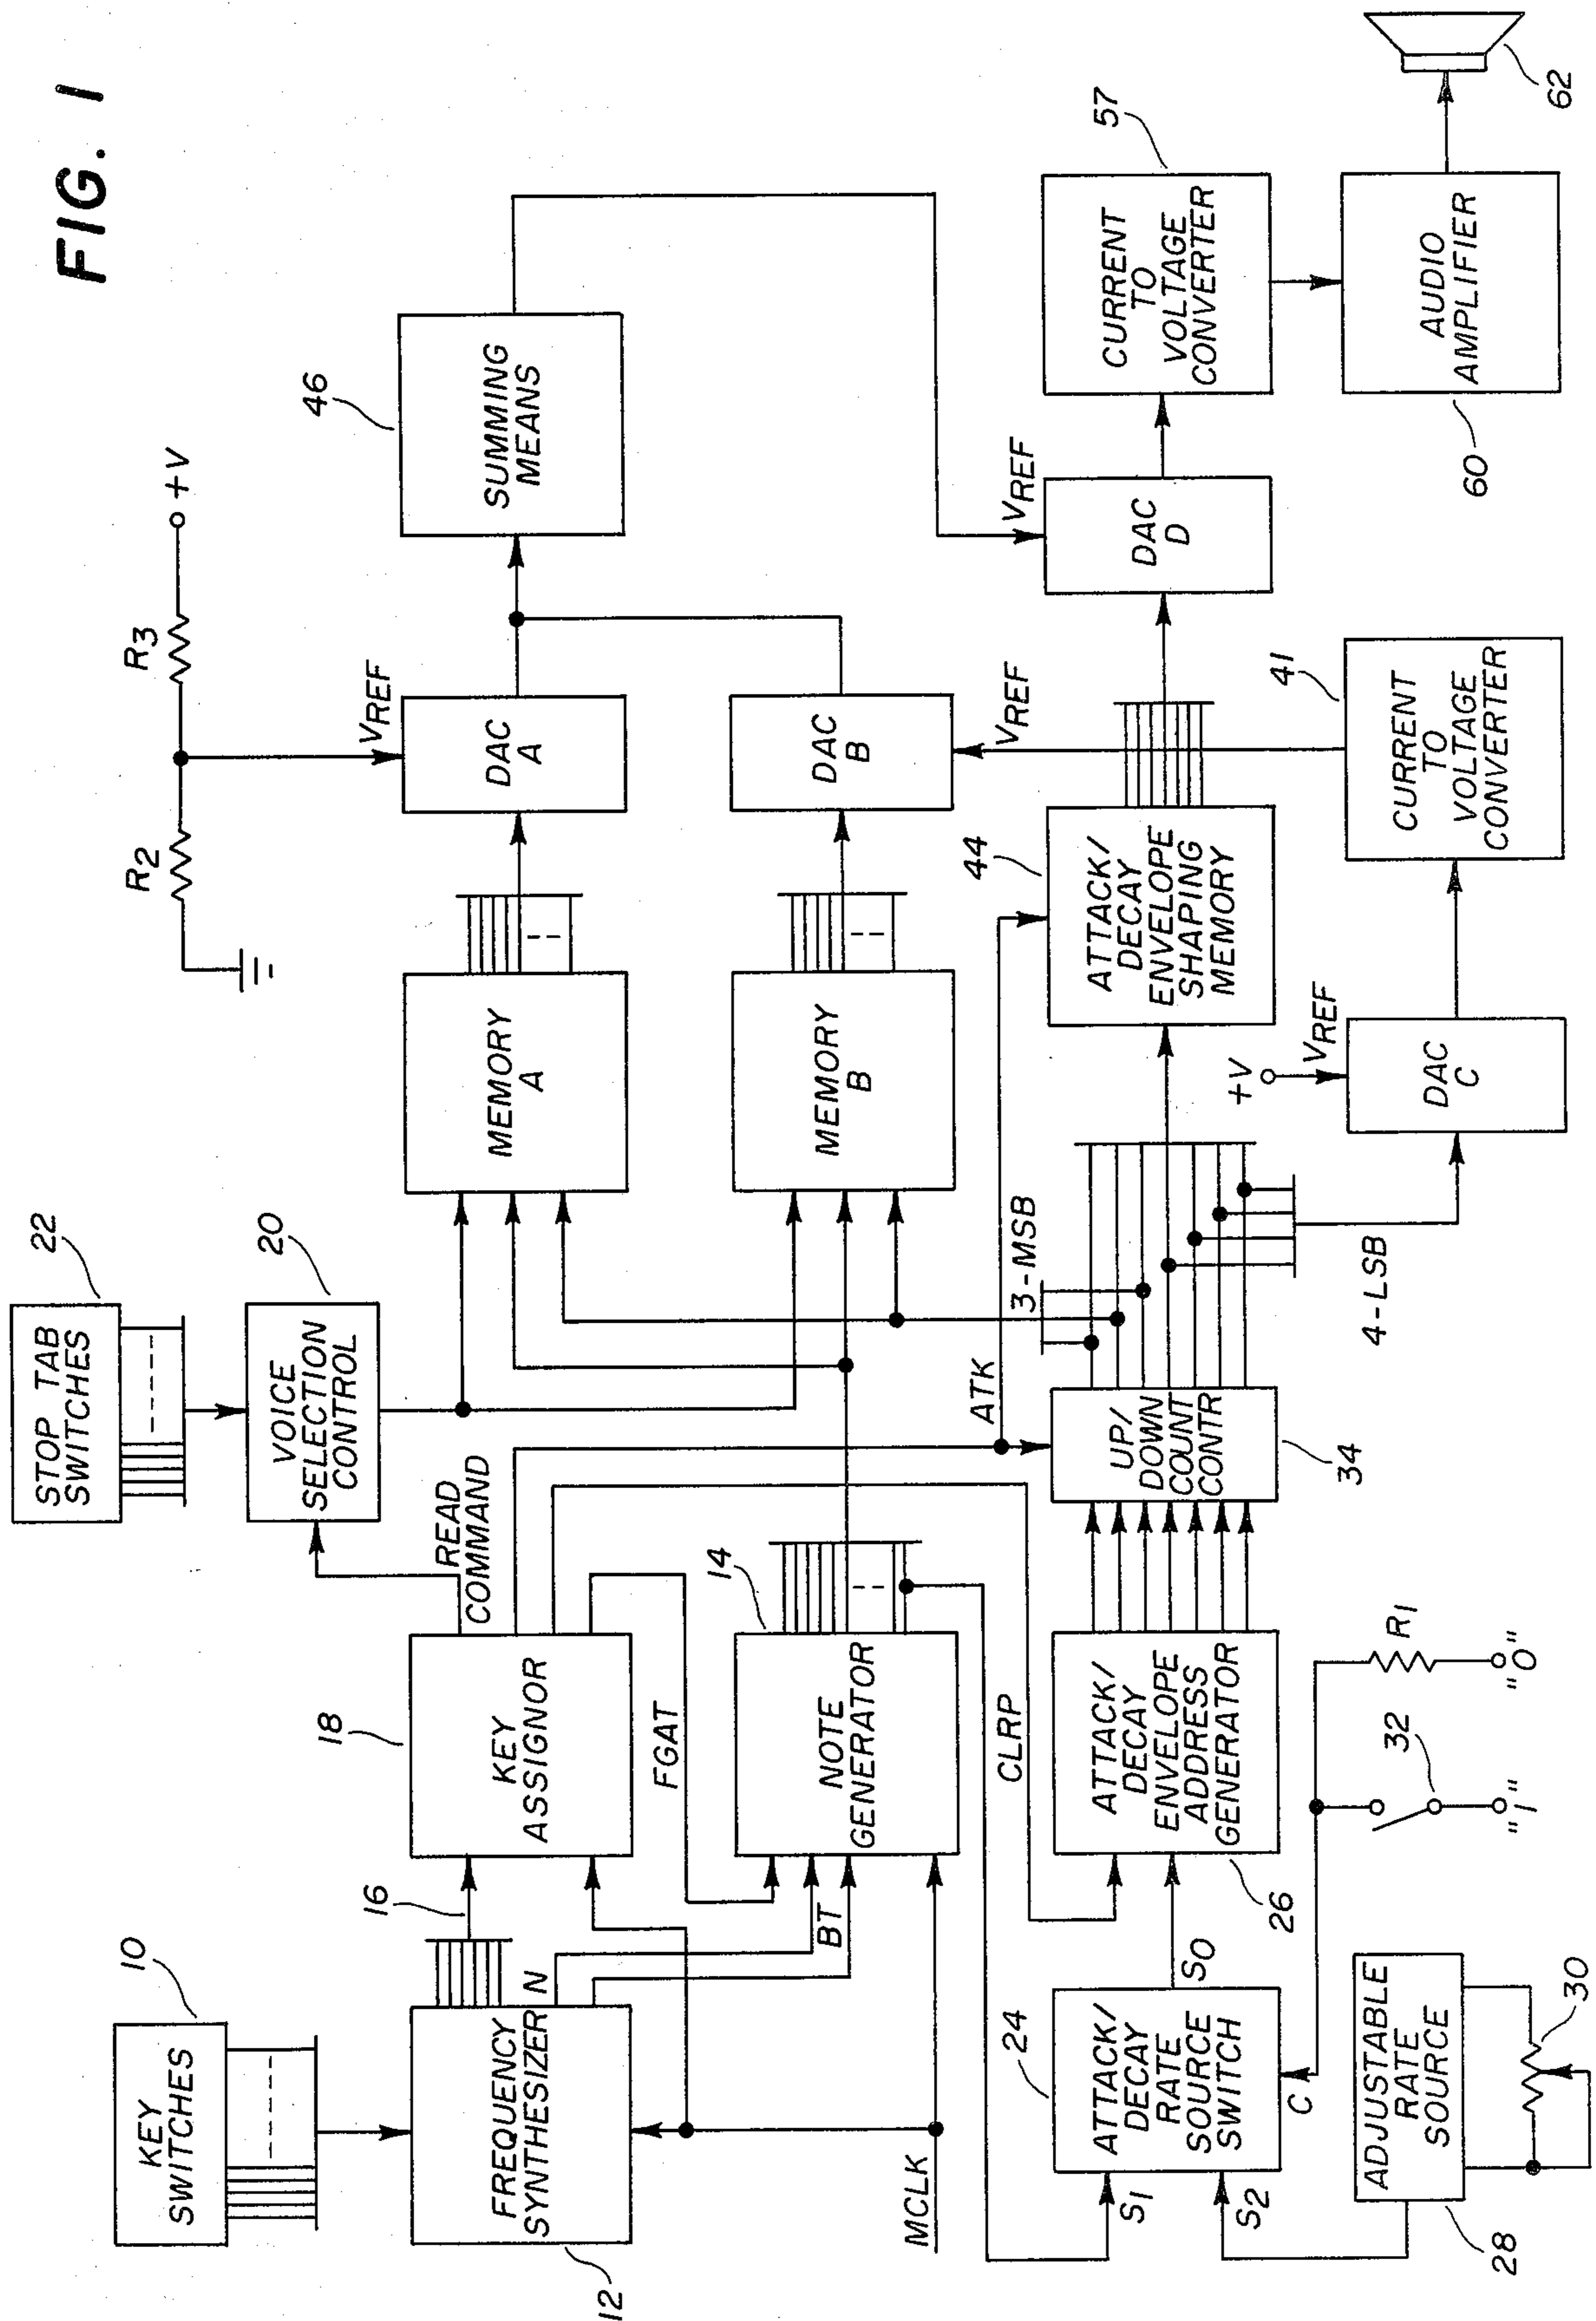 FIG. 1
10
KEY
SWITCHES
22
STOP TAB
SWITCHES
12
FREQUENCY
SYNTHESIZER
N
16
18
KEY
ASSIGNOR
READ
COMMAND
20
VOICE
SELECTION
CONTROL
R2
R3
+V
VREF
MEMORY
A
DAC
A
46
SUMMING
MEANS
MCLK
BT
FGAT
14
NOTE
GENERATOR
MEMORY
B
DAC
B
VREF
CLRP
ATK
3-MSB
S1
S2
24
ATTACK/
DECAY
RATE
SOURCE
SWITCH
SO
C
26
ATTACK/
DECAY
ENVELOPE
ADDRESS
GENERATOR
UP/
DOWN
COUNT
CONTR
34
4-LSB
44
ATTACK/
DECAY
ENVELOPE
SHAPING
MEMORY
VREF
DAC
D
57
CURRENT
TO
VOLTAGE
CONVERTER
28
ADJUSTABLE
RATE
SOURCE
30
32
"1"
R1
"0"
+V
VREF
DAC
C
41
CURRENT
TO
VOLTAGE
CONVERTER
60
AUDIO
AMPLIFIER
62